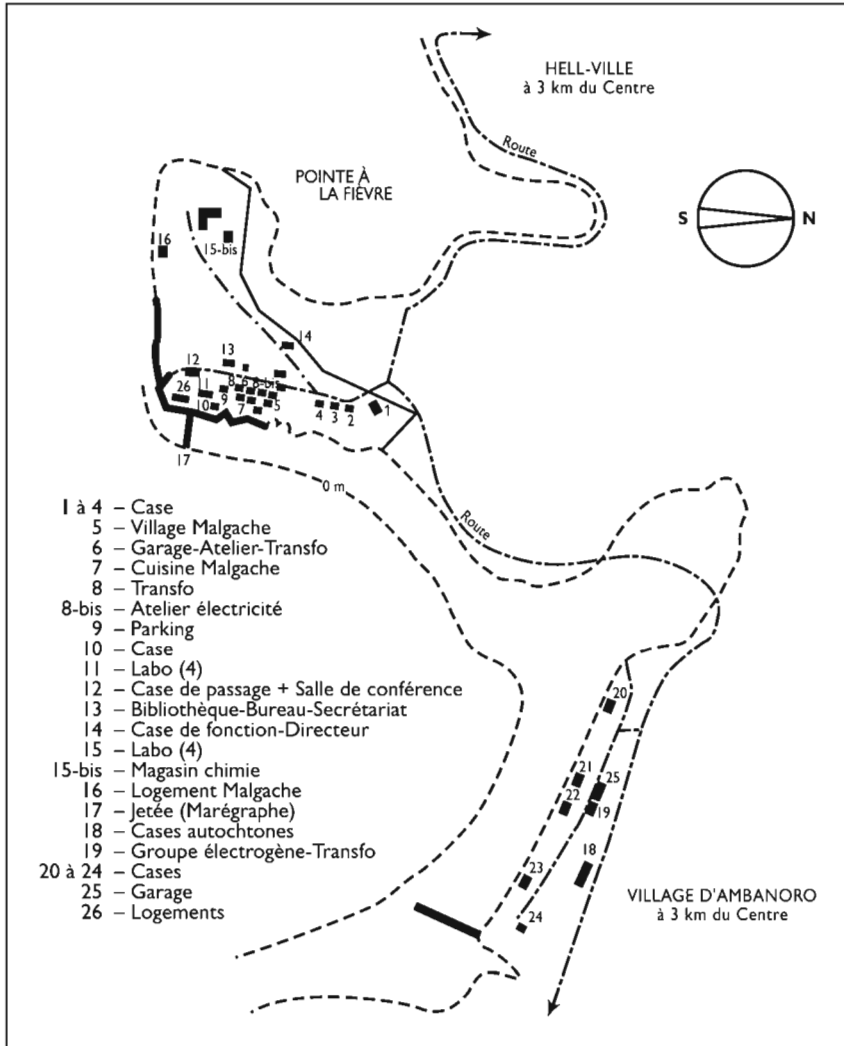 HELL-VILLE
à 3 km du Centre
Route
POINTE À
LA FIÈVRE
S N
16
15-bis
14
13
12
8 6 8-bis
26
11
9
10
7
5
4
3
2
1
17
0 m
Route
1 à 4 – Case
5 – Village Malgache
6 – Garage-Atelier-Transfo
7 – Cuisine Malgache
8 – Transfo
8-bis – Atelier électricité
9 – Parking
10 – Case
11 – Labo (4)
12 – Case de passage + Salle de conférence
13 – Bibliothèque-Bureau-Secrétariat
14 – Case de fonction-Directeur
15 – Labo (4)
15-bis – Magasin chimie
16 – Logement Malgache
17 – Jetée (Marégraphe)
18 – Cases autochtones
19 – Groupe électrogène-Transfo
20 à 24 – Cases
25 – Garage
26 – Logements
20
21
25
22
19
18
23
24
VILLAGE D'AMBANORO
à 3 km du Centre